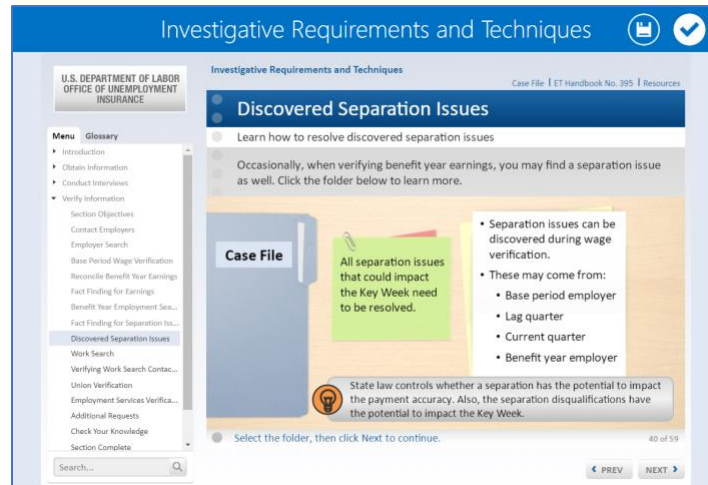 Investigative Requirements and Techniques
U.S. DEPARTMENT OF LABOR
OFFICE OF UNEMPLOYMENT
INSURANCE
Menu Glossary
Introduction
Obtain Information
Conduct Interviews
Verify Information
Section Objectives
Contact Employers
Employer Search
Base Period Wage Verification
Reconcile Benefit Year Earnings
Fact Finding for Earnings
Benefit Year Employment Sea...
Fact Finding for Separation Iss...
Discovered Separation Issues
Work Search
Verifying Work Search Contac...
Union Verification
Employment Services Verifica...
Additional Requests
Check Your Knowledge
Section Complete
Search...
Investigative Requirements and Techniques
Case File | ET Handbook No. 395 | Resources
Discovered Separation Issues
Learn how to resolve discovered separation issues
Occasionally, when verifying benefit year earnings, you may find a separation issue
as well. Click the folder below to learn more.
Case File
All separation issues
that could impact
the Key Week need
to be resolved.
• Separation issues can be
discovered during wage
verification.
• These may come from:
• Base period employer
• Lag quarter
• Current quarter
• Benefit year employer
State law controls whether a separation has the potential to impact
the payment accuracy. Also, the separation disqualifications have
the potential to impact the Key Week.
Select the folder, then click Next to continue.
40 of 59
PREV NEXT